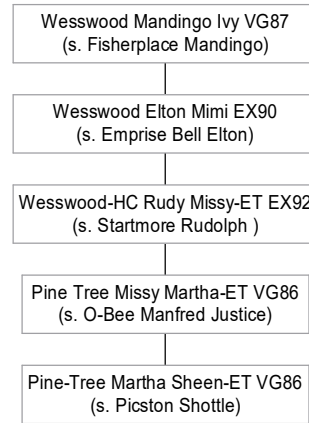 Wesswood Mandingo Ivy VG87
(s. Fisherplace Mandingo)
Wesswood Elton Mimi EX90
(s. Emprise Bell Elton)
Wesswood-HC Rudy Missy-ET EX92
(s. Startmore Rudolph )
Pine Tree Missy Martha-ET VG86
(s. O-Bee Manfred Justice)
Pine-Tree Martha Sheen-ET VG86
(s. Picston Shottle)